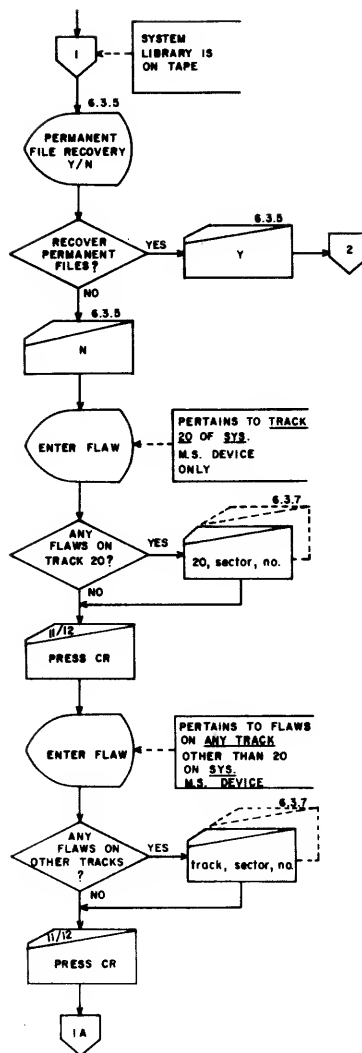 1
SYSTEM
LIBRARY IS
ON TAPE
6.3.5
PERMANENT
FILE RECOVERY
Y/N
RECOVER
PERMANENT
FILES?
YES
6.3.5
Y
2
NO
6.3.5
N
ENTER FLAW
PERTAINS TO TRACK
20 OF SYS.
M.S. DEVICE
ONLY
ANY
FLAWS ON
TRACK 20?
YES
6.3.7
20, sector, no.
NO
11/12
PRESS CR
ENTER FLAW
PERTAINS TO FLAWS
ON ANY TRACK
OTHER THAN 20
ON SYS.
M.S. DEVICE
ANY
FLAWS ON
OTHER TRACKS
?
YES
6.3.7
track, sector, no.
NO
11/12
PRESS CR
1A